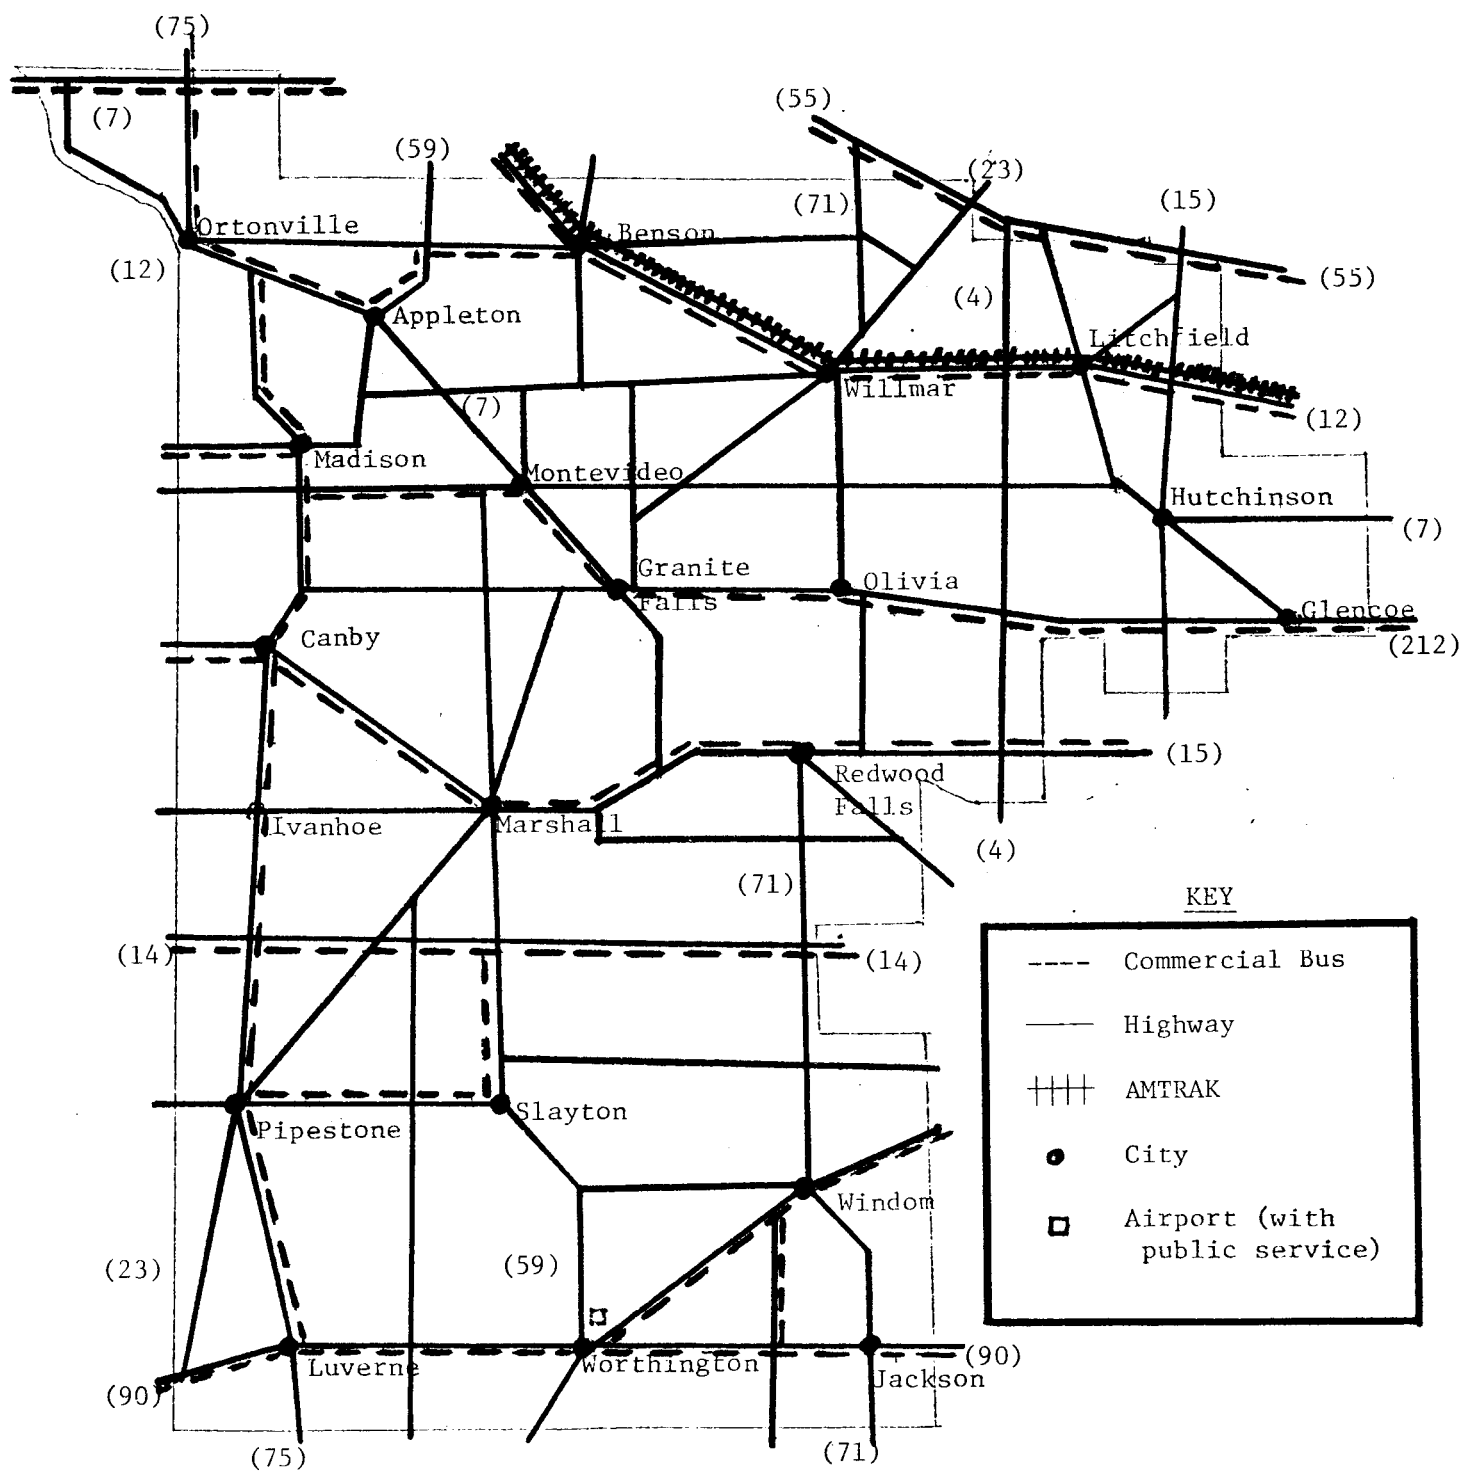 (75)
(7)
(55)
(59)
(23)
(71)
(15)
Ortonville
Benson
(12)
(55)
(4)
Appleton
Litchfield
Willmar
(7)
(12)
Madison
Montevideo
Hutchinson
(7)
Granite
Falls
Olivia
Glencoe
(212)
Canby
(15)
Redwood
Falls
Ivanhoe
Marshall
(4)
(71)
KEY
Commercial Bus
Highway
AMTRAK
City
Airport (with
public service)
(14)
(14)
Slayton
Pipestone
Windom
(23)
(59)
Luverne
Worthington
(90)
Jackson
(90)
(75)
(71)